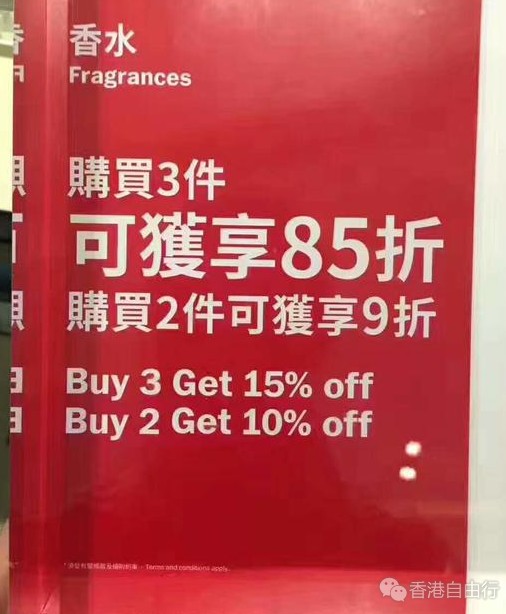 香水
Fragrances
購買3件
可獲享85折
購買2件可獲享9折
Buy 3 Get 15% off
Buy 2 Get 10% off
Terms and conditions apply.
香港自由行